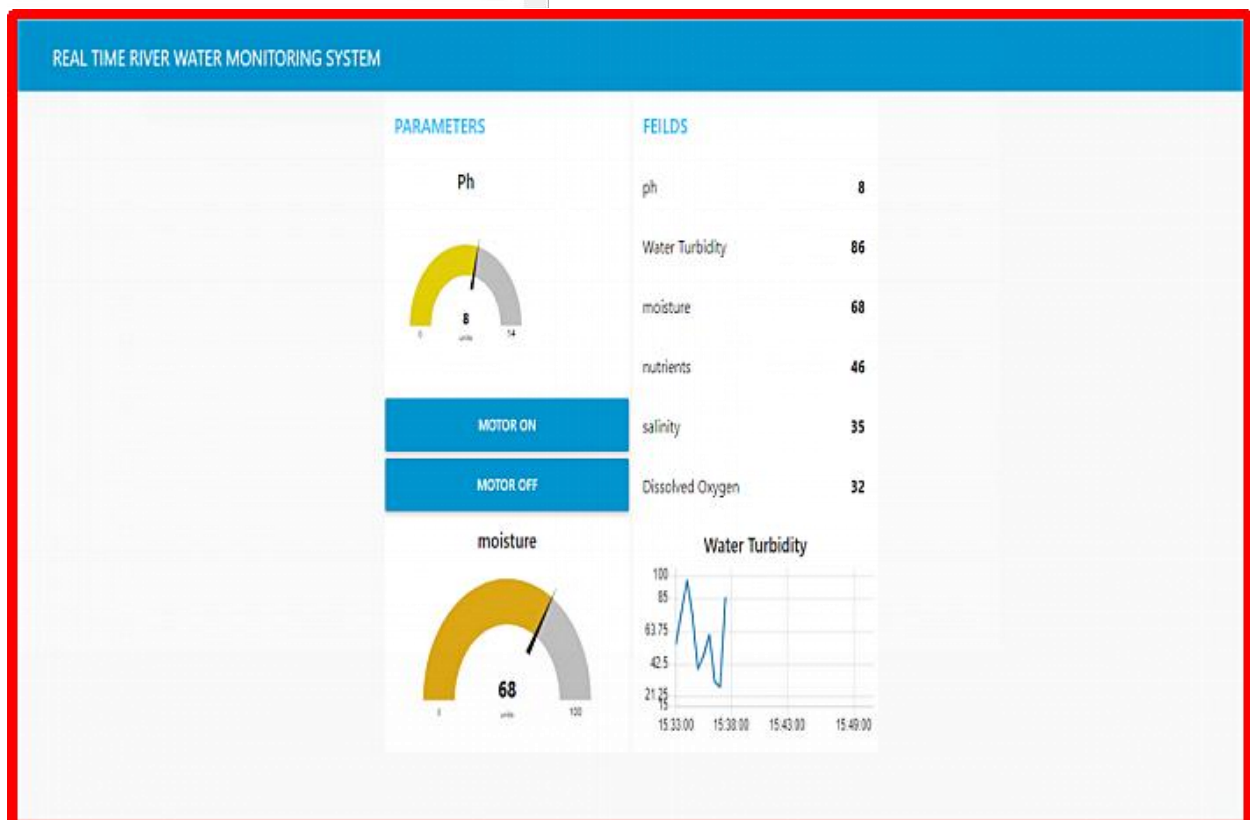 REAL TIME RIVER WATER MONITORING SYSTEM
PARAMETERS
Ph
8
units
0
14
MOTOR ON
MOTOR OFF
moisture
68
units
0
100
FEILDS
ph 8
Water Turbidity 86
moisture 68
nutrients 46
salinity 35
Dissolved Oxygen 32
Water Turbidity
100
85
63.75
42.5
21.25
15
15:33:00 15:38:00 15:43:00 15:49:00